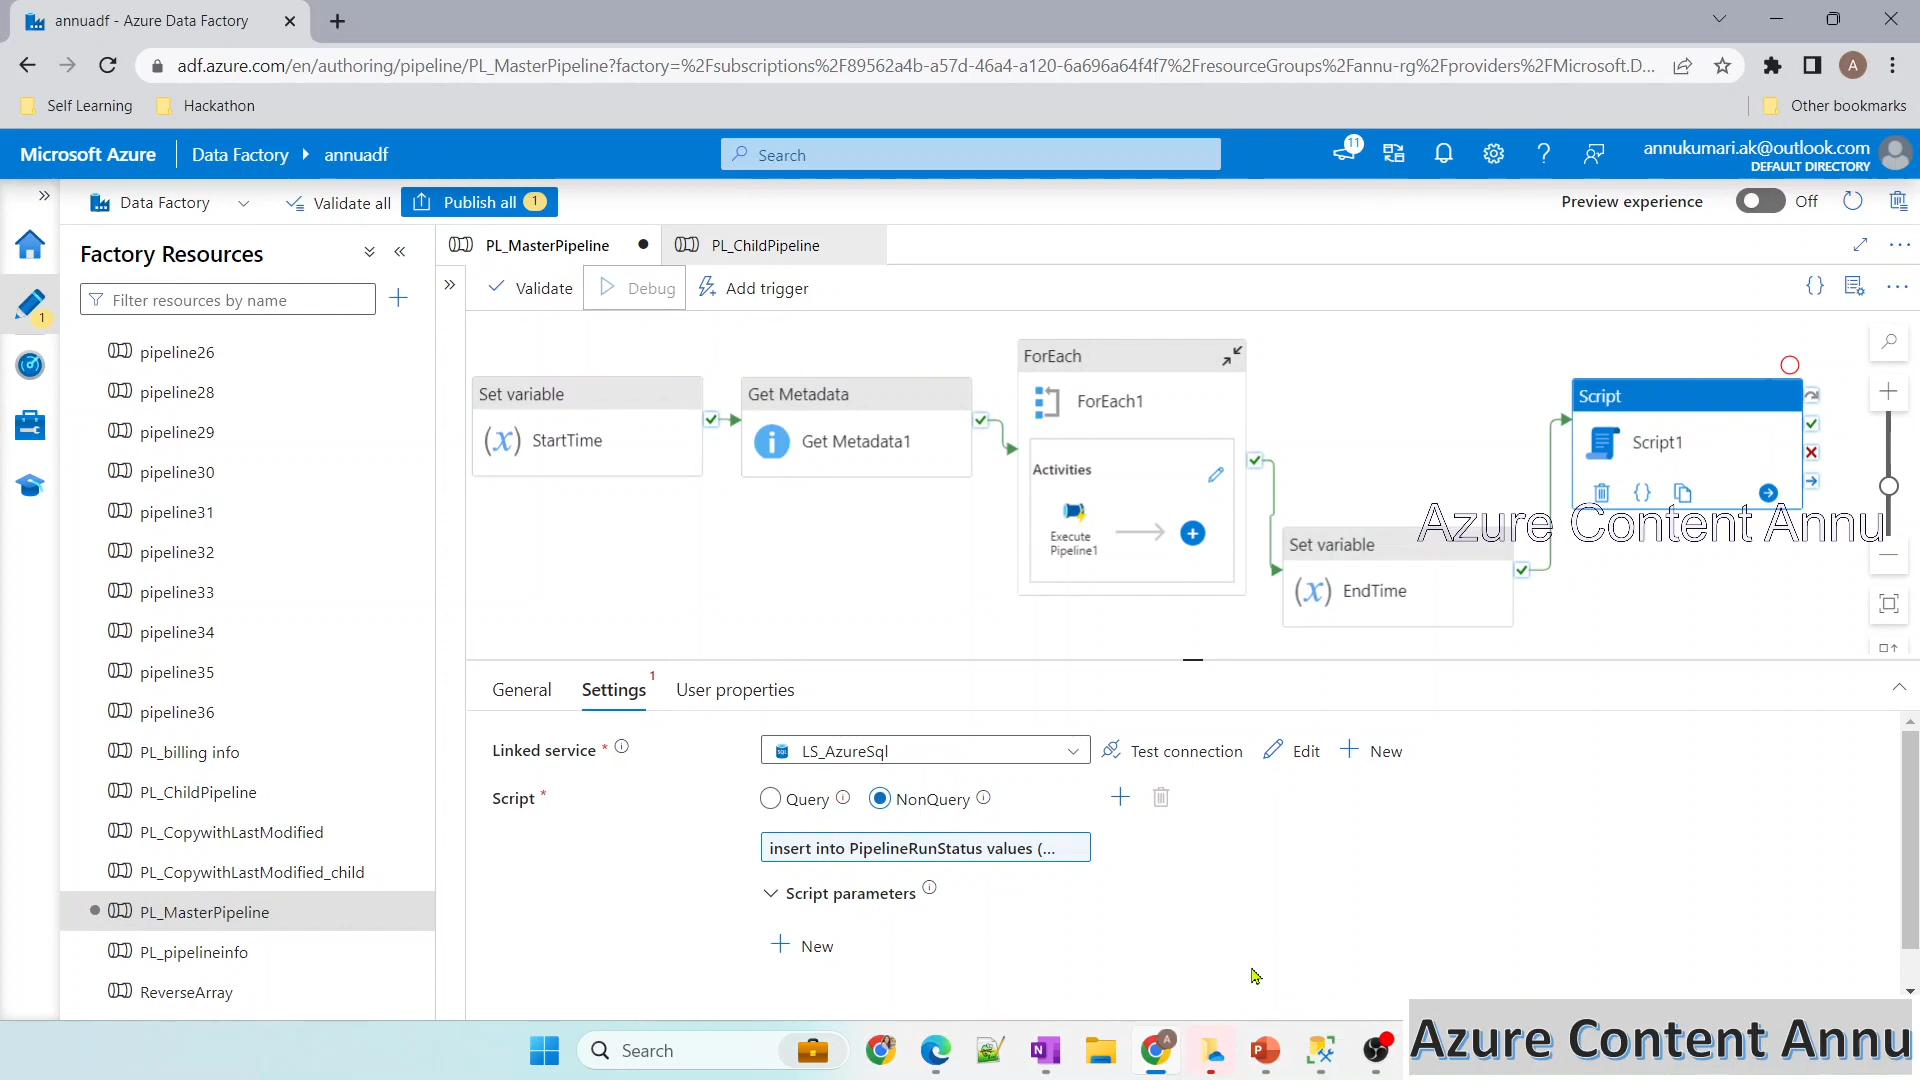 annuadf - Azure Data Factory
adf.azure.com/en/authoring/pipeline/PL_MasterPipeline?factory=%2Fsubscriptions%2F89562a4b-a57d-46a4-a120-6a696a64f4f7%2FresourceGroups%2Fannu-rg%2Fproviders%2FMicrosoft.D...
A
Self Learning
Hackathon
Other bookmarks
Microsoft Azure
Data Factory
annuadf
Search
11
annukumari.ak@outlook.com
DEFAULT DIRECTORY
Data Factory
Validate all
Publish all 1
Preview experience
Off
Factory Resources
Filter resources by name
1
pipeline26
pipeline28
pipeline29
pipeline30
pipeline31
pipeline32
pipeline33
pipeline34
pipeline35
pipeline36
PL_billing info
PL_ChildPipeline
PL_CopywithLastModified
PL_CopywithLastModified_child
PL_MasterPipeline
PL_pipelineinfo
ReverseArray
PL_MasterPipeline
PL_ChildPipeline
Validate
Debug
Add trigger
Set variable
(x) StartTime
Get Metadata
Get Metadata1
ForEach
ForEach1
Activities
Execute
Pipeline1
Set variable
(x) EndTime
Script
Script1
Azure Content Annu
General
Settings 1
User properties
Linked service *
LS_AzureSql
Test connection
Edit
New
Script *
Query
NonQuery
insert into PipelineRunStatus values (...
Script parameters
New
Search
Azure Content Annu